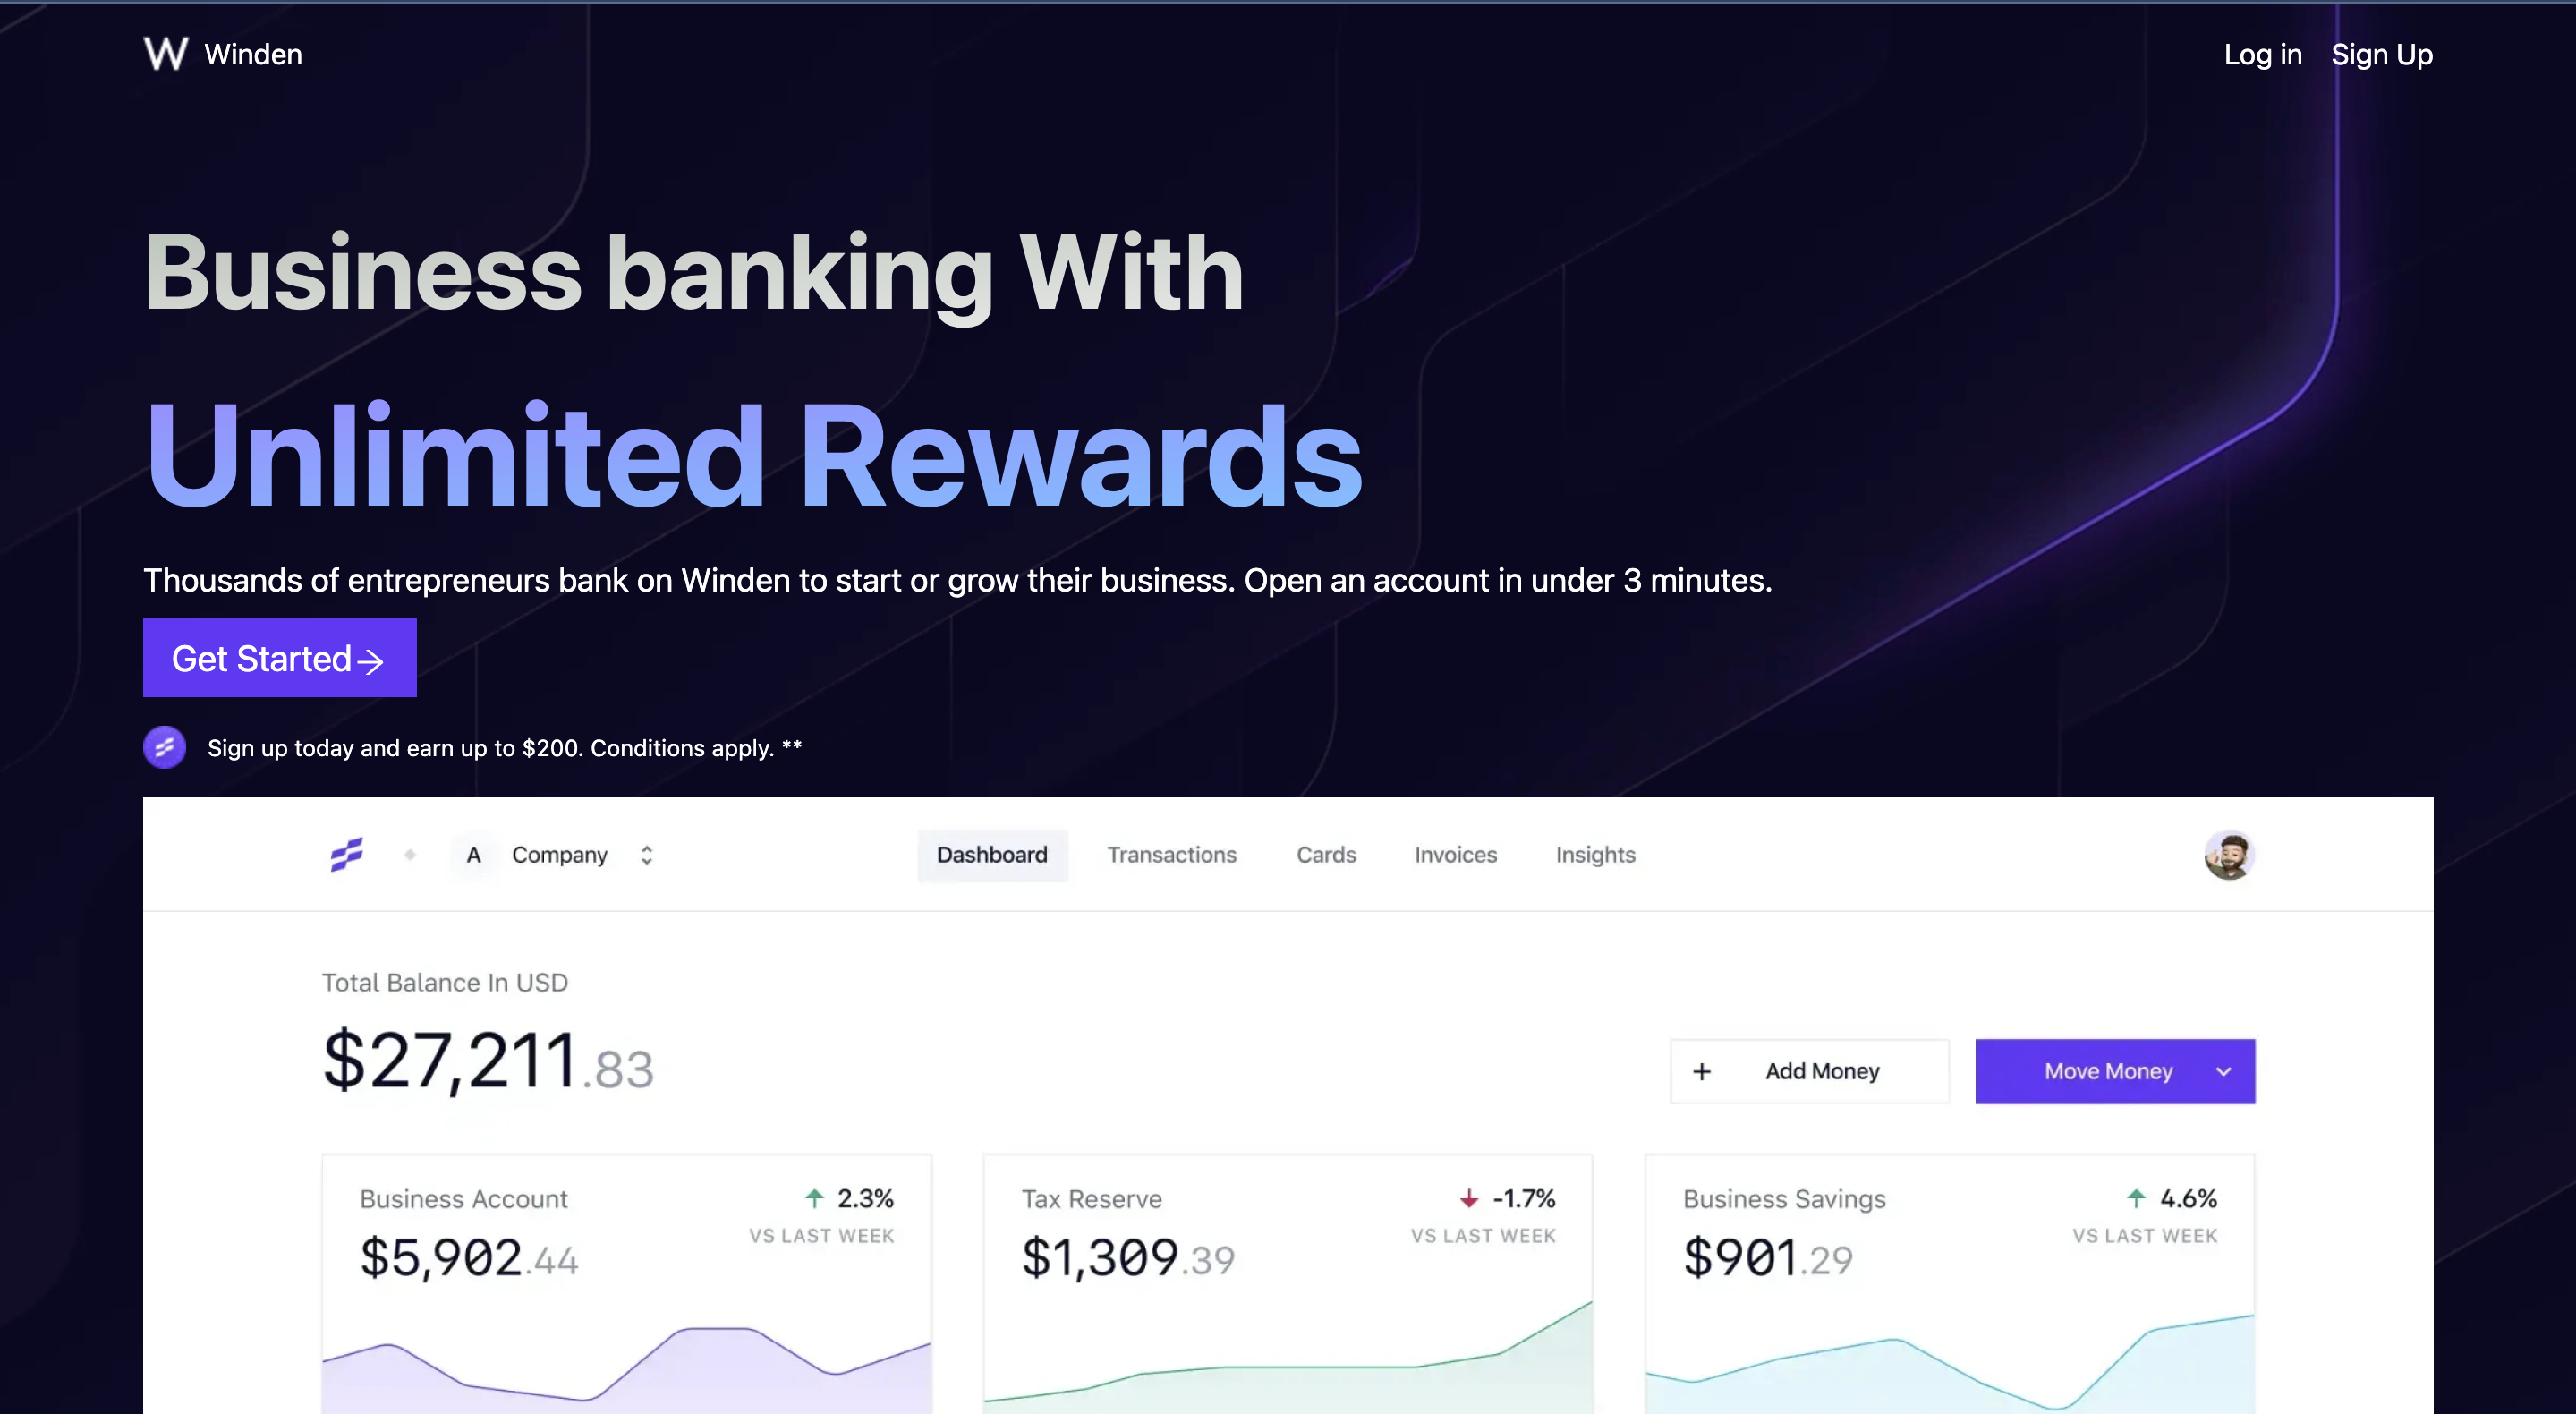 W Winden
Log in Sign Up
Business banking With
Unlimited Rewards
Thousands of entrepreneurs bank on Winden to start or grow their business. Open an account in under 3 minutes.
Get Started→
Sign up today and earn up to $200. Conditions apply. **
A Company Dashboard Transactions Cards Invoices Insights
Total Balance In USD
$27,211.83
+ Add Money Move Money
Business Account ↑ 2.3%
VS LAST WEEK
$5,902.44
Tax Reserve ↓ -1.7%
VS LAST WEEK
$1,309.39
Business Savings ↑ 4.6%
VS LAST WEEK
$901.29